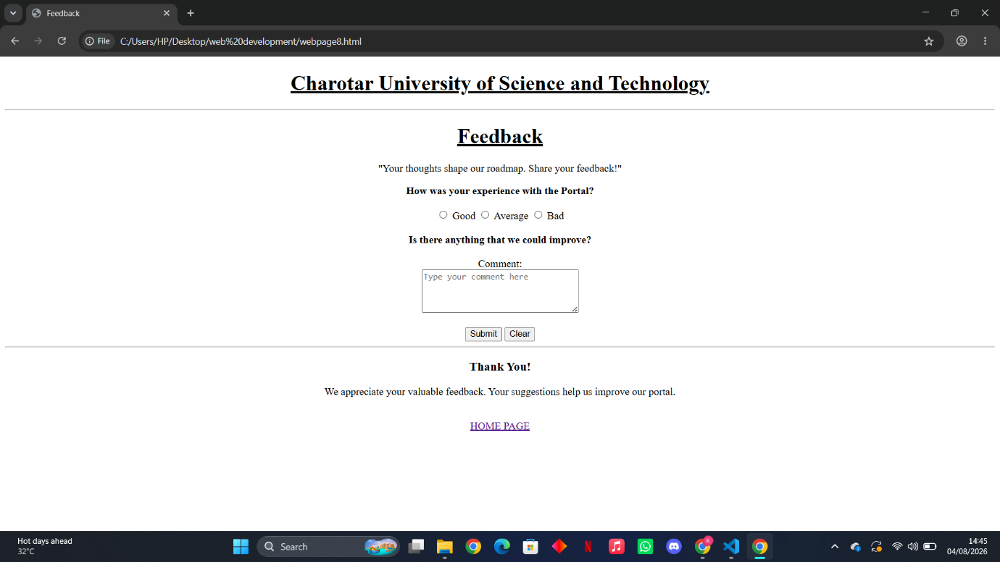 Feedback
File
C:/Users/HP/Desktop/web%20development/webpage8.html
Charotar University of Science and Technology
Feedback
"Your thoughts shape our roadmap. Share your feedback!"
How was your experience with the Portal?
Good Average Bad
Is there anything that we could improve?
Comment:
Type your comment here
Submit Clear
Thank You!
We appreciate your valuable feedback. Your suggestions help us improve our portal.
HOME PAGE
Hot days ahead
32°C
Search
K
14:45
04/08/2026